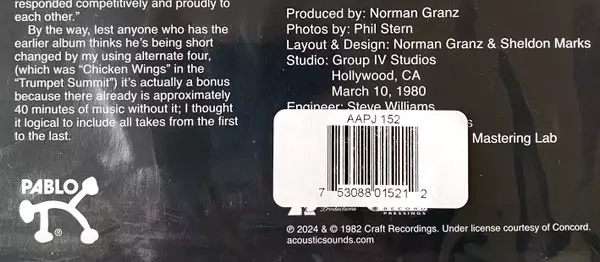 responded competitively and proudly to
each other.”
By the way, lest anyone who has the
earlier album thinks he’s being short
changed by my using alternate four,
(which was “Chicken Wings” in the
“Trumpet Summit”) it’s actually a bonus
because there already is approximately
40 minutes of music without it; I thought
it logical to include all takes from the first
to the last.
PABLO
®
Produced by: Norman Granz
Photos by: Phil Stern
Layout & Design: Norman Granz & Sheldon Marks
Studio: Group IV Studios
Hollywood, CA
March 10, 1980
Engineer: Steve Williams
Mastering Lab
AAPJ 152
7 53088 01521 2
Productions
RECORD
PRESSINGS
℗ 2024 & © 1982 Craft Recordings. Under license courtesy of Concord.
acousticsounds.com